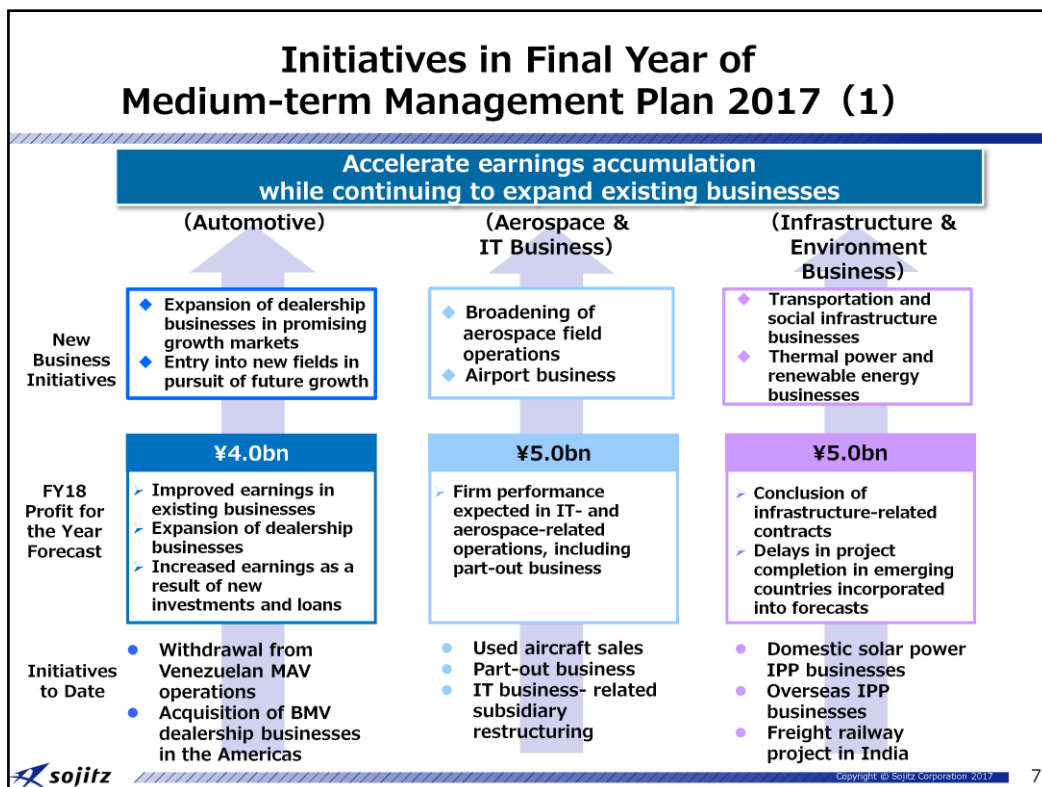 Initiatives in Final Year of
Medium-term Management Plan 2017（1）
Accelerate earnings accumulation
while continuing to expand existing businesses
（Automotive）
（Aerospace &
IT Business）
（Infrastructure &
Environment
Business）
New
Business
Initiatives
◆ Expansion of dealership
businesses in promising
growth markets
◆ Entry into new fields in
pursuit of future growth
◆ Broadening of
aerospace field
operations
◆ Airport business
◆ Transportation and
social infrastructure
businesses
◆ Thermal power and
renewable energy
businesses
FY18
Profit for
the Year
Forecast
¥4.0bn
➢ Improved earnings in
existing businesses
➢ Expansion of dealership
businesses
➢ Increased earnings as a
result of new
investments and loans
¥5.0bn
➢ Firm performance
expected in IT- and
aerospace-related
operations, including
part-out business
¥5.0bn
➢ Conclusion of
infrastructure-related
contracts
➢ Delays in project
completion in emerging
countries incorporated
into forecasts
Initiatives
to Date
● Withdrawal from
Venezuelan MAV
operations
● Acquisition of BMV
dealership businesses
in the Americas
● Used aircraft sales
● Part-out business
● IT business- related
subsidiary
restructuring
● Domestic solar power
IPP businesses
● Overseas IPP
businesses
● Freight railway
project in India
sojitz
Copyright © Sojitz Corporation 2017
7